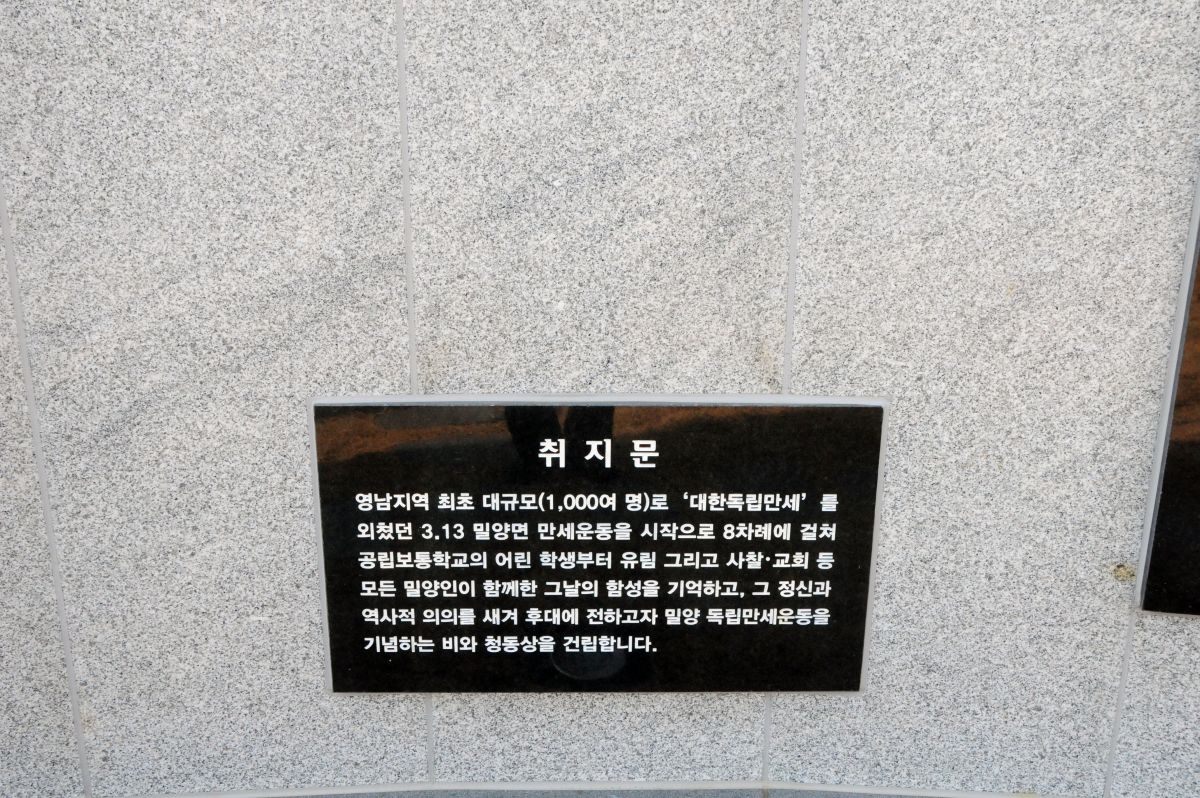 취지문
영남지역 최초 대규모(1,000여 명)로 ‘대한독립만세’를
외쳤던 3.13 밀양면 만세운동을 시작으로 8차례에 걸쳐
공립보통학교의 어린 학생부터 유림 그리고 사찰·교회 등
모든 밀양인이 함께한 그날의 함성을 기억하고, 그 정신과
역사적 의의를 새겨 후대에 전하고자 밀양 독립만세운동을
기념하는 비와 청동상을 건립합니다.